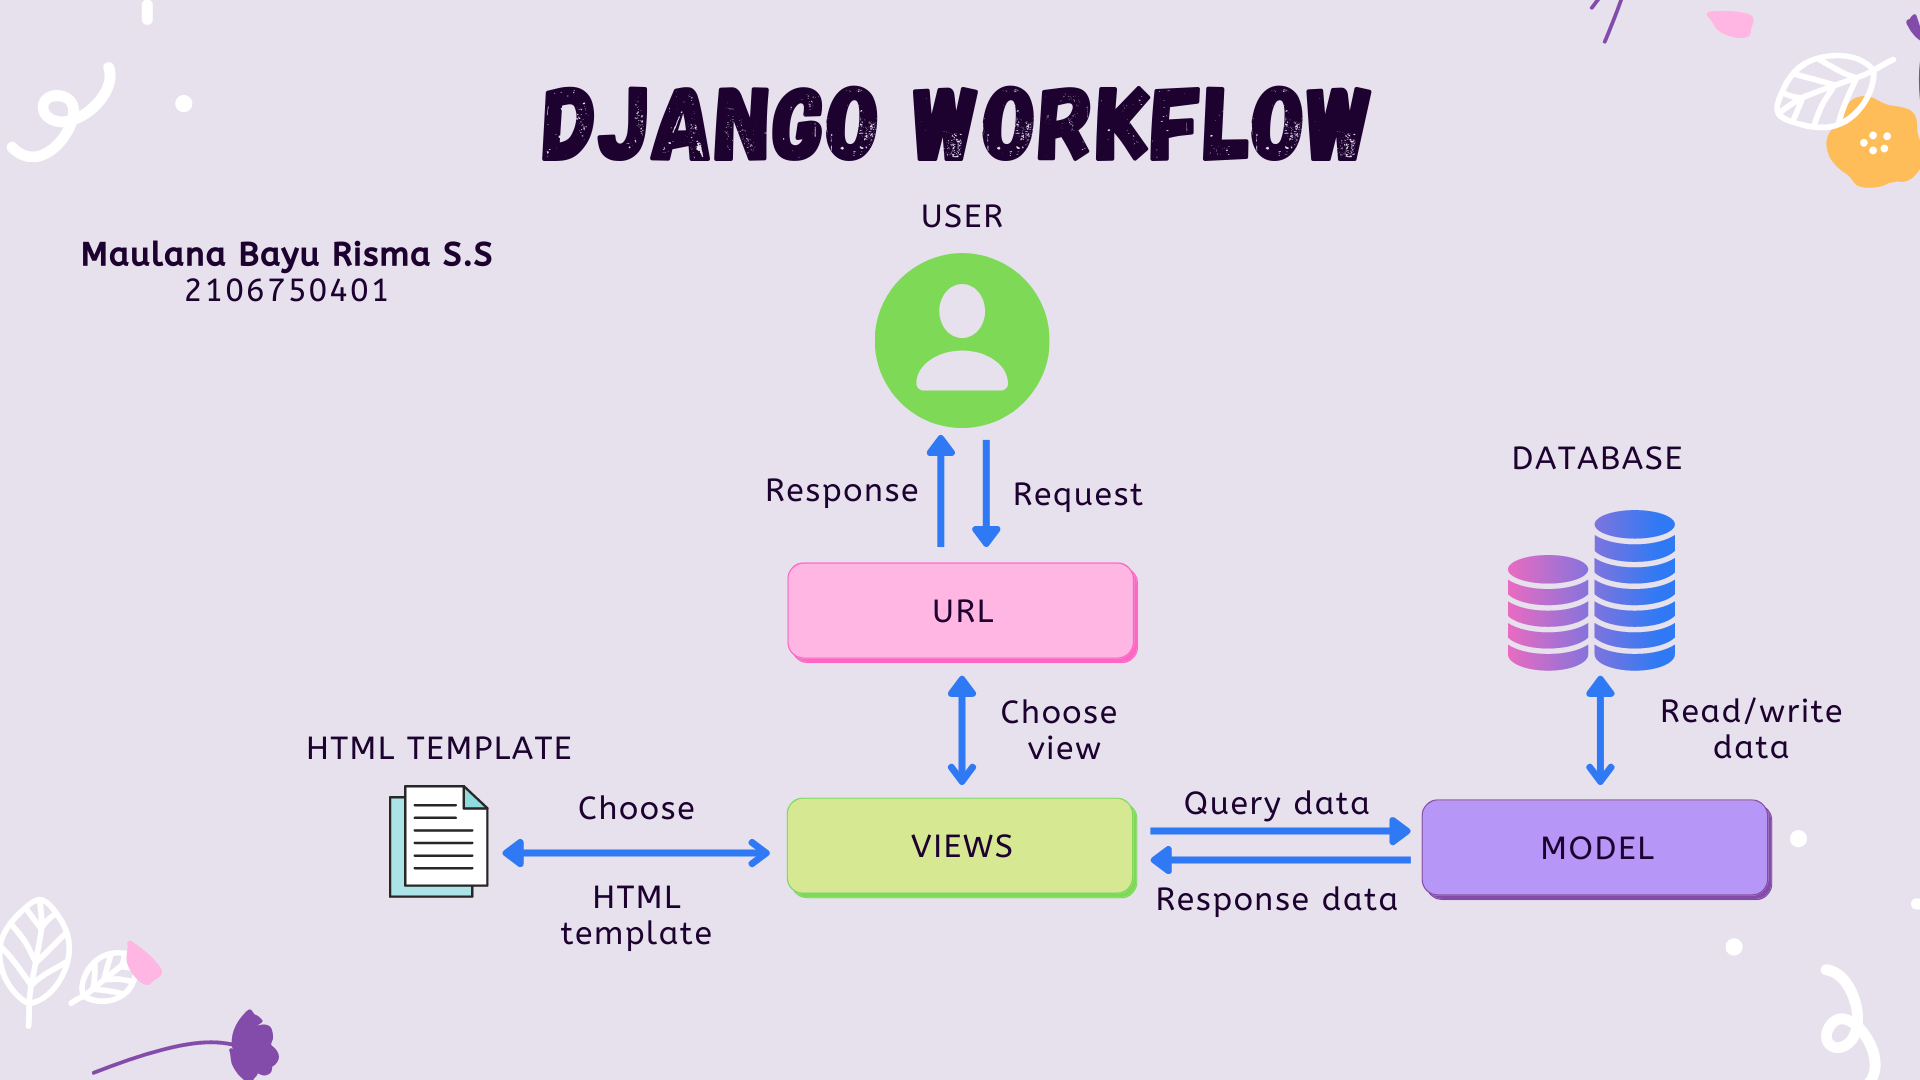 DJANGO WORKFLOW
Maulana Bayu Risma S.S
2106750401
USER
Response
Request
DATABASE
URL
Choose
view
Read/write
data
HTML TEMPLATE
Choose
HTML
template
VIEWS
Query data
Response data
MODEL